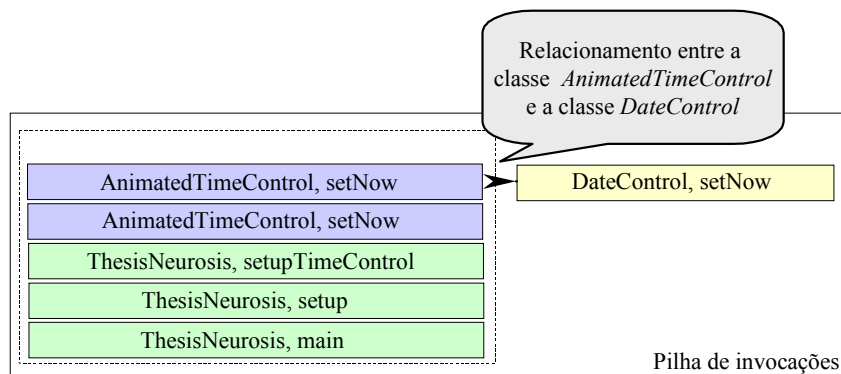 Relacionamento entre a
classe AnimatedTimeControl
e a classe DateControl
AnimatedTimeControl, setNow
DateControl, setNow
AnimatedTimeControl, setNow
ThesisNeurosis, setupTimeControl
ThesisNeurosis, setup
ThesisNeurosis, main
Pilha de invocações